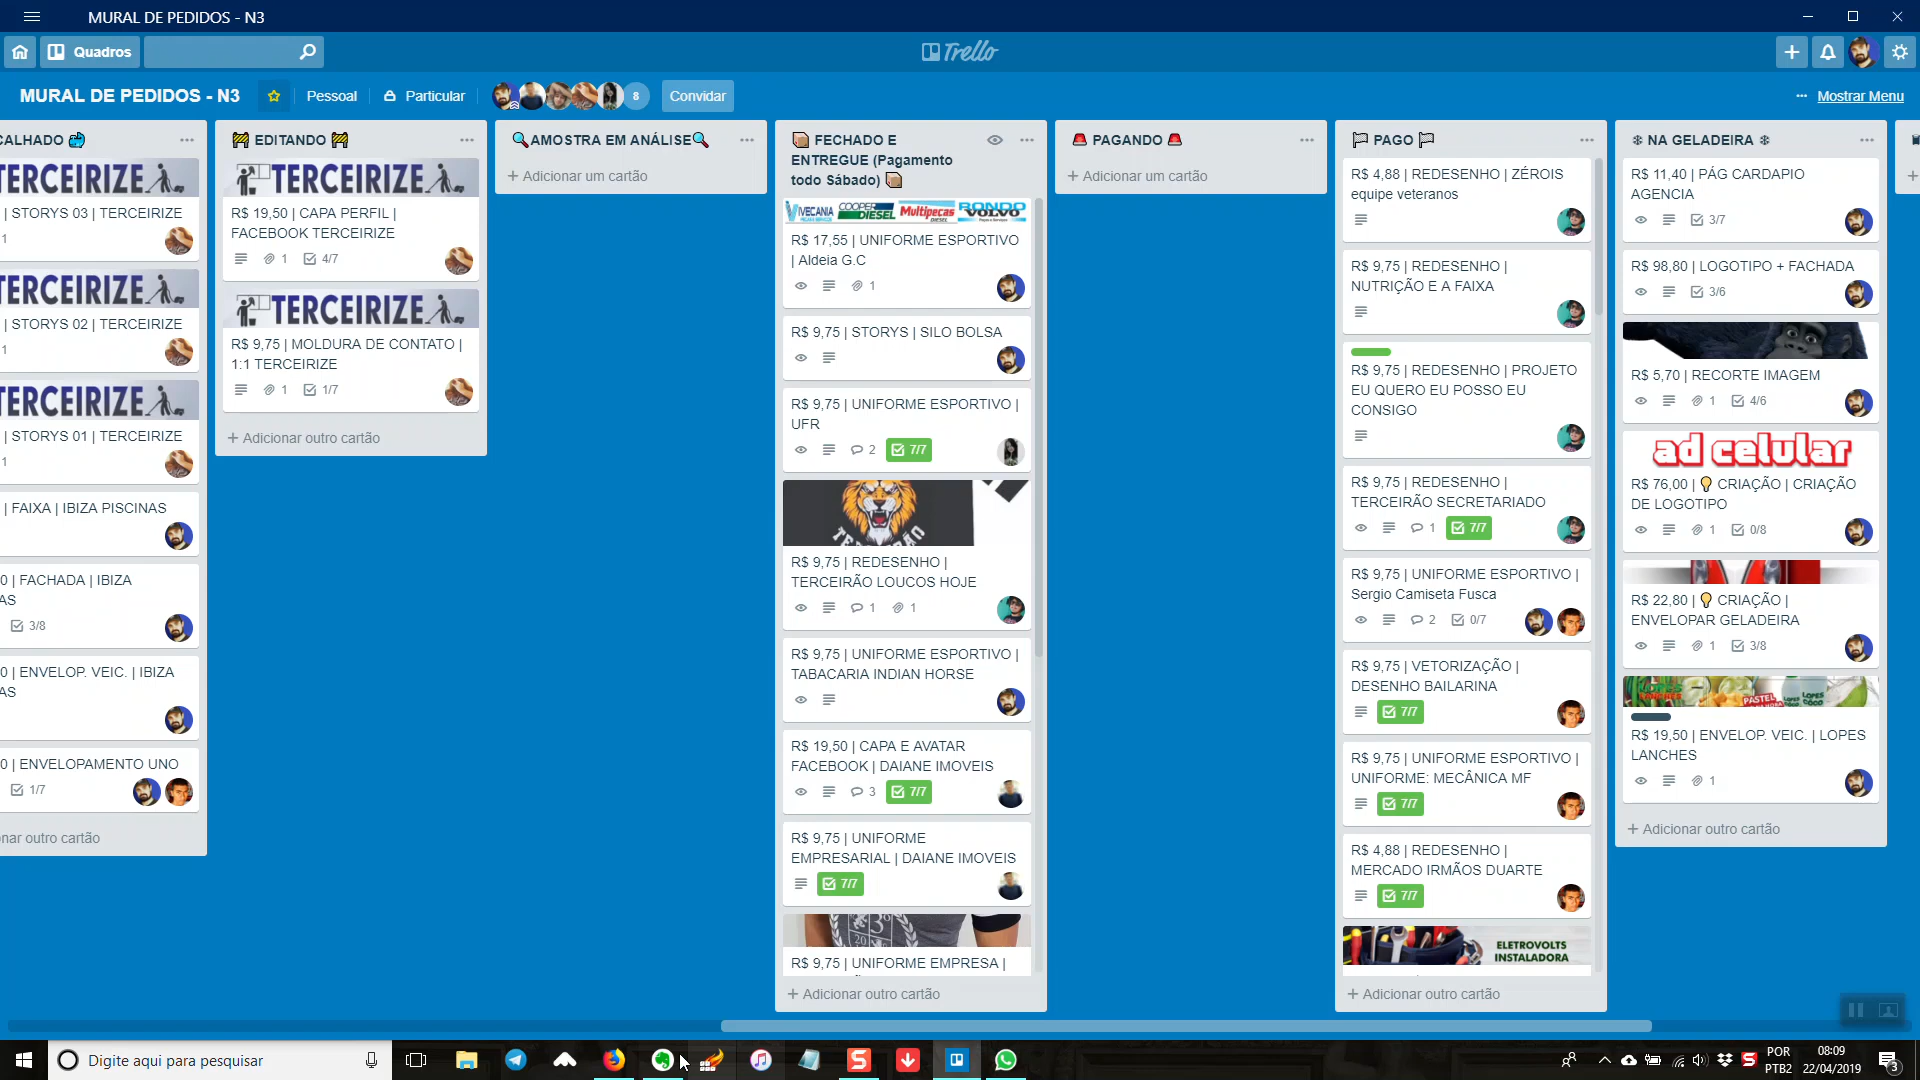 MURAL DE PEDIDOS - N3
Quadros
Trello
MURAL DE PEDIDOS - N3
Pessoal
Particular
8
Convidar
Mostrar Menu
CALHADO
TERCEIRIZE
| STORYS 03 | TERCEIRIZE
1
TERCEIRIZE
| STORYS 02 | TERCEIRIZE
1
TERCEIRIZE
| STORYS 01 | TERCEIRIZE
1
| FAIXA | IBIZA PISCINAS
0 | FACHADA | IBIZA
AS
3/8
0 | ENVELOP. VEIC. | IBIZA
AS
0 | ENVELOPAMENTO UNO
1/7
nar outro cartão
EDITANDO
TERCEIRIZE
R$ 19,50 | CAPA PERFIL |
FACEBOOK TERCEIRIZE
1 4/7
TERCEIRIZE
R$ 9,75 | MOLDURA DE CONTATO |
1:1 TERCEIRIZE
1 1/7
+ Adicionar outro cartão
AMOSTRA EM ANÁLISE
+ Adicionar um cartão
FECHADO E
ENTREGUE (Pagamento
todo Sábado)
VIVECANIA COOPER DIESEL Multipecas DIESEL RONDO VOLVO
R$ 17,55 | UNIFORME ESPORTIVO
| Aldeia G.C
1
R$ 9,75 | STORYS | SILO BOLSA
R$ 9,75 | UNIFORME ESPORTIVO |
UFR
2 7/7
R$ 9,75 | REDESENHO |
TERCEIRÃO LOUCOS HOJE
1 1
R$ 9,75 | UNIFORME ESPORTIVO |
TABACARIA INDIAN HORSE
R$ 19,50 | CAPA E AVATAR
FACEBOOK | DAIANE IMOVEIS
3 7/7
R$ 9,75 | UNIFORME
EMPRESARIAL | DAIANE IMOVEIS
7/7
R$ 9,75 | UNIFORME EMPRESA |
+ Adicionar outro cartão
PAGANDO
+ Adicionar um cartão
PAGO
R$ 4,88 | REDESENHO | ZÉROIS
equipe veteranos
R$ 9,75 | REDESENHO |
NUTRIÇÃO E A FAIXA
R$ 9,75 | REDESENHO | PROJETO
EU QUERO EU POSSO EU
CONSIGO
R$ 9,75 | REDESENHO |
TERCEIRÃO SECRETARIADO
1 7/7
R$ 9,75 | UNIFORME ESPORTIVO |
Sergio Camiseta Fusca
2 0/7
R$ 9,75 | VETORIZAÇÃO |
DESENHO BAILARINA
7/7
R$ 9,75 | UNIFORME ESPORTIVO |
UNIFORME: MECÂNICA MF
7/7
R$ 4,88 | REDESENHO |
MERCADO IRMÃOS DUARTE
7/7
ELETROVOLTS
INSTALADORA
+ Adicionar outro cartão
NA GELADEIRA
R$ 11,40 | PÁG CARDAPIO
AGENCIA
3/7
R$ 98,80 | LOGOTIPO + FACHADA
3/6
R$ 5,70 | RECORTE IMAGEM
1 4/6
ad celular
R$ 76,00 | CRIAÇÃO | CRIAÇÃO
DE LOGOTIPO
1 0/8
R$ 22,80 | CRIAÇÃO |
ENVELOPAR GELADEIRA
1 3/8
R$ 19,50 | ENVELOP. VEIC. | LOPES
LANCHES
1
+ Adicionar outro cartão
Digite aqui para pesquisar
POR
PTB2
08:09
22/04/2019
3